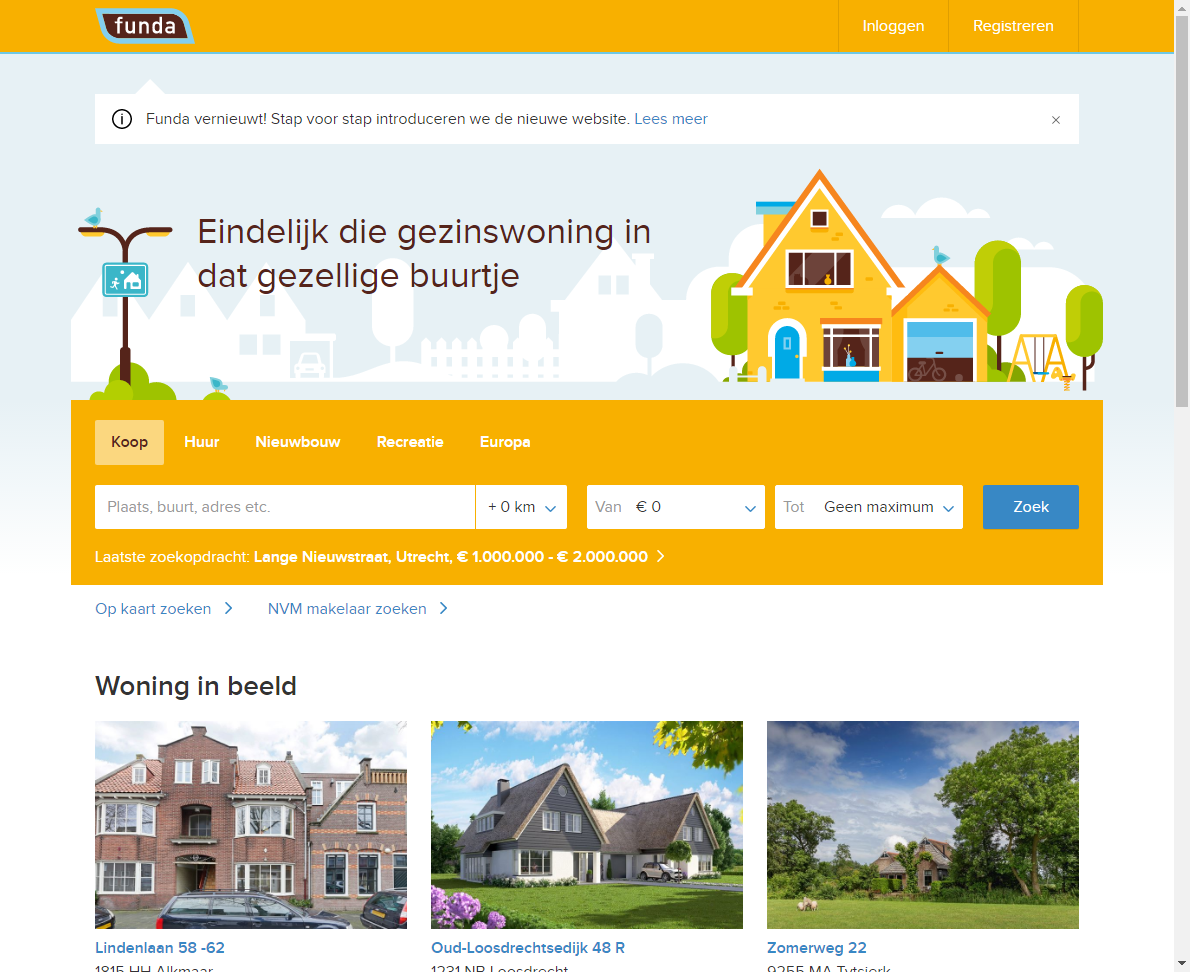 funda
Inloggen
Registreren
Funda vernieuwt! Stap voor stap introduceren we de nieuwe website. Lees meer
Eindelijk die gezinswoning in
dat gezellige buurtje
Koop
Huur
Nieuwbouw
Recreatie
Europa
Plaats, buurt, adres etc.
+ 0 km
Van € 0
Tot Geen maximum
Zoek
Laatste zoekopdracht: Lange Nieuwstraat, Utrecht, € 1.000.000 - € 2.000.000
Op kaart zoeken
NVM makelaar zoeken
Woning in beeld
Lindenlaan 58 -62
Oud-Loosdrechtsedijk 48 R
Zomerweg 22
1815 HH Alkmaar
1231 NB Loosdrecht
9255 MA Tytsjerk